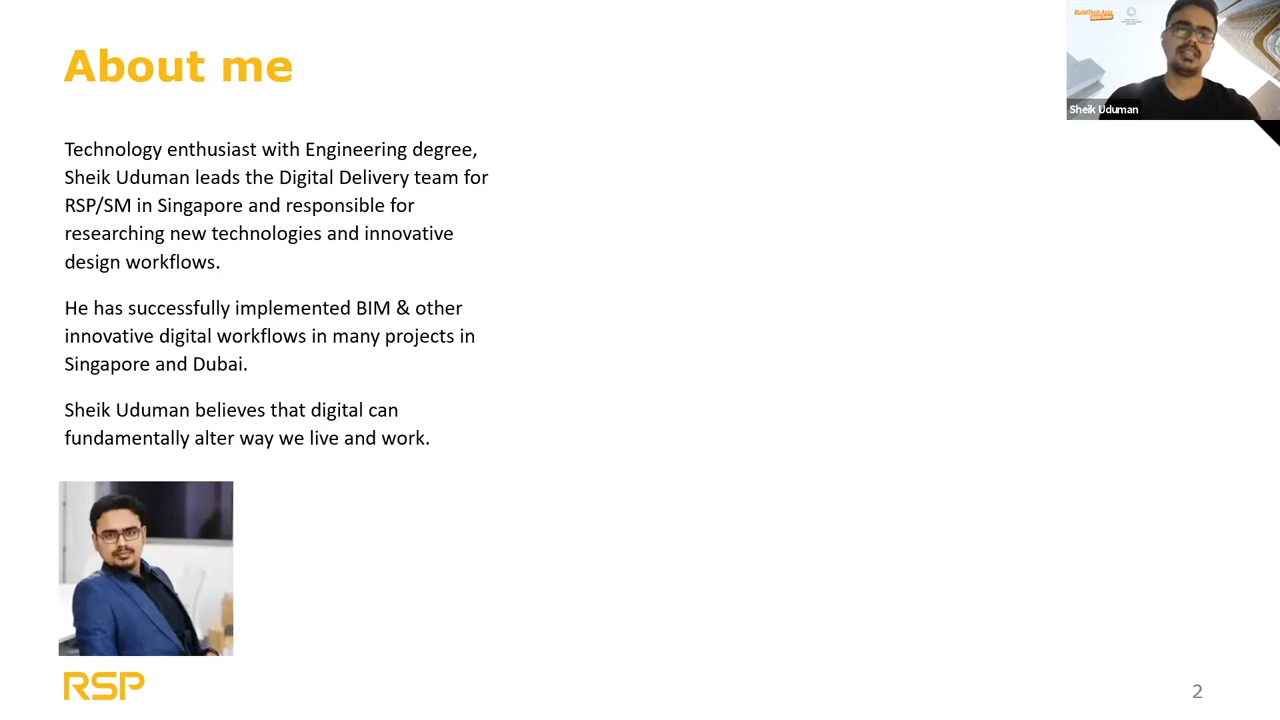 About me
BuildTech Asia
Sheik Uduman
Technology enthusiast with Engineering degree,
Sheik Uduman leads the Digital Delivery team for
RSP/SM in Singapore and responsible for
researching new technologies and innovative
design workflows.
He has successfully implemented BIM & other
innovative digital workflows in many projects in
Singapore and Dubai.
Sheik Uduman believes that digital can
fundamentally alter way we live and work.
RSP
2